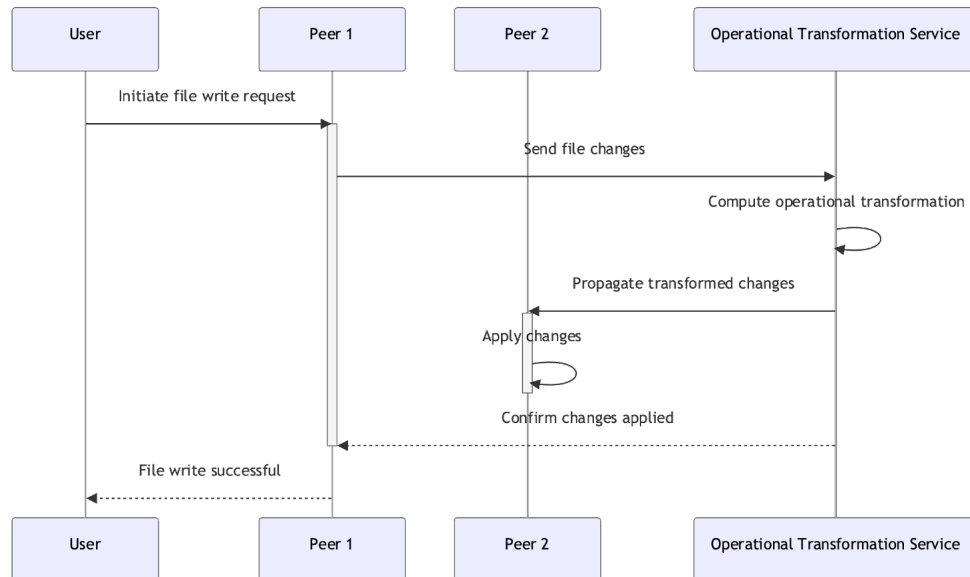 User
Peer 1
Peer 2
Operational Transformation Service
Initiate file write request
Send file changes
Compute operational transformation
Propagate transformed changes
Apply changes
Confirm changes applied
File write successful
User
Peer 1
Peer 2
Operational Transformation Service